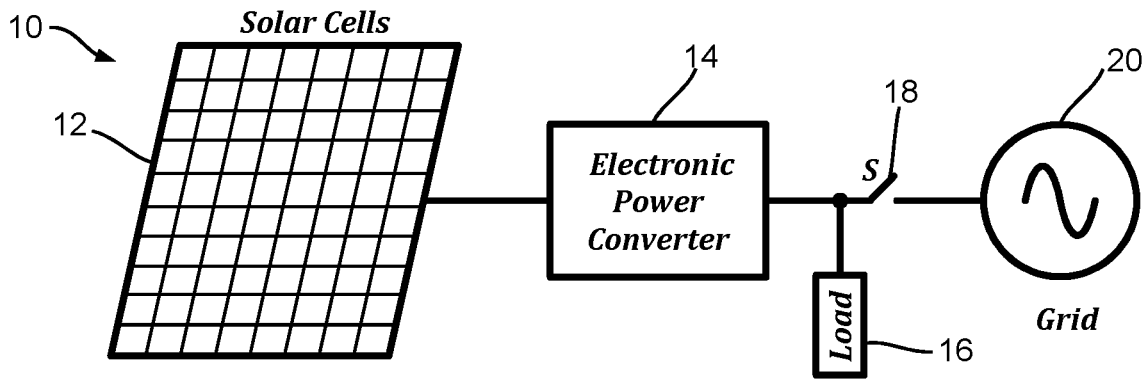 10
Solar Cells
12
14
Electronic
Power
Converter
S
18
20
Load
16
Grid